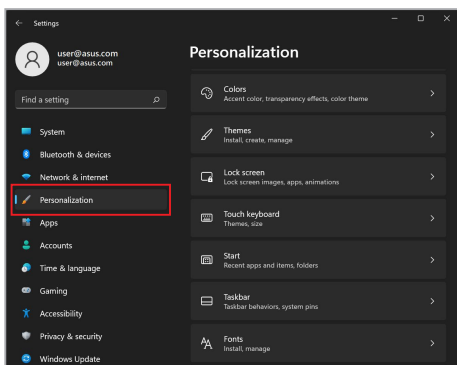 Settings
user@asus.com
user@asus.com
Find a setting
System
Bluetooth & devices
Network & internet
Personalization
Apps
Accounts
Time & language
Gaming
Accessibility
Privacy & security
Windows Update
Personalization
Colors
Accent color, transparency effects, color theme
Themes
Install, create, manage
Lock screen
Lock screen images, apps, animations
Touch keyboard
Themes, size
Start
Recent apps and items, folders
Taskbar
Taskbar behaviors, system pins
Fonts
Install, manage